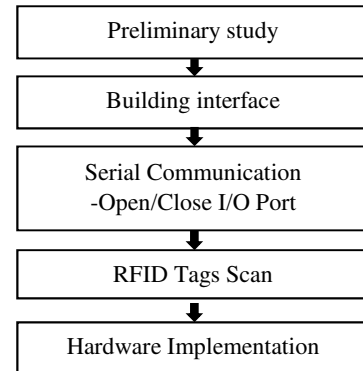 Preliminary study
Building interface
Serial Communication
-Open/Close I/O Port
RFID Tags Scan
Hardware Implementation